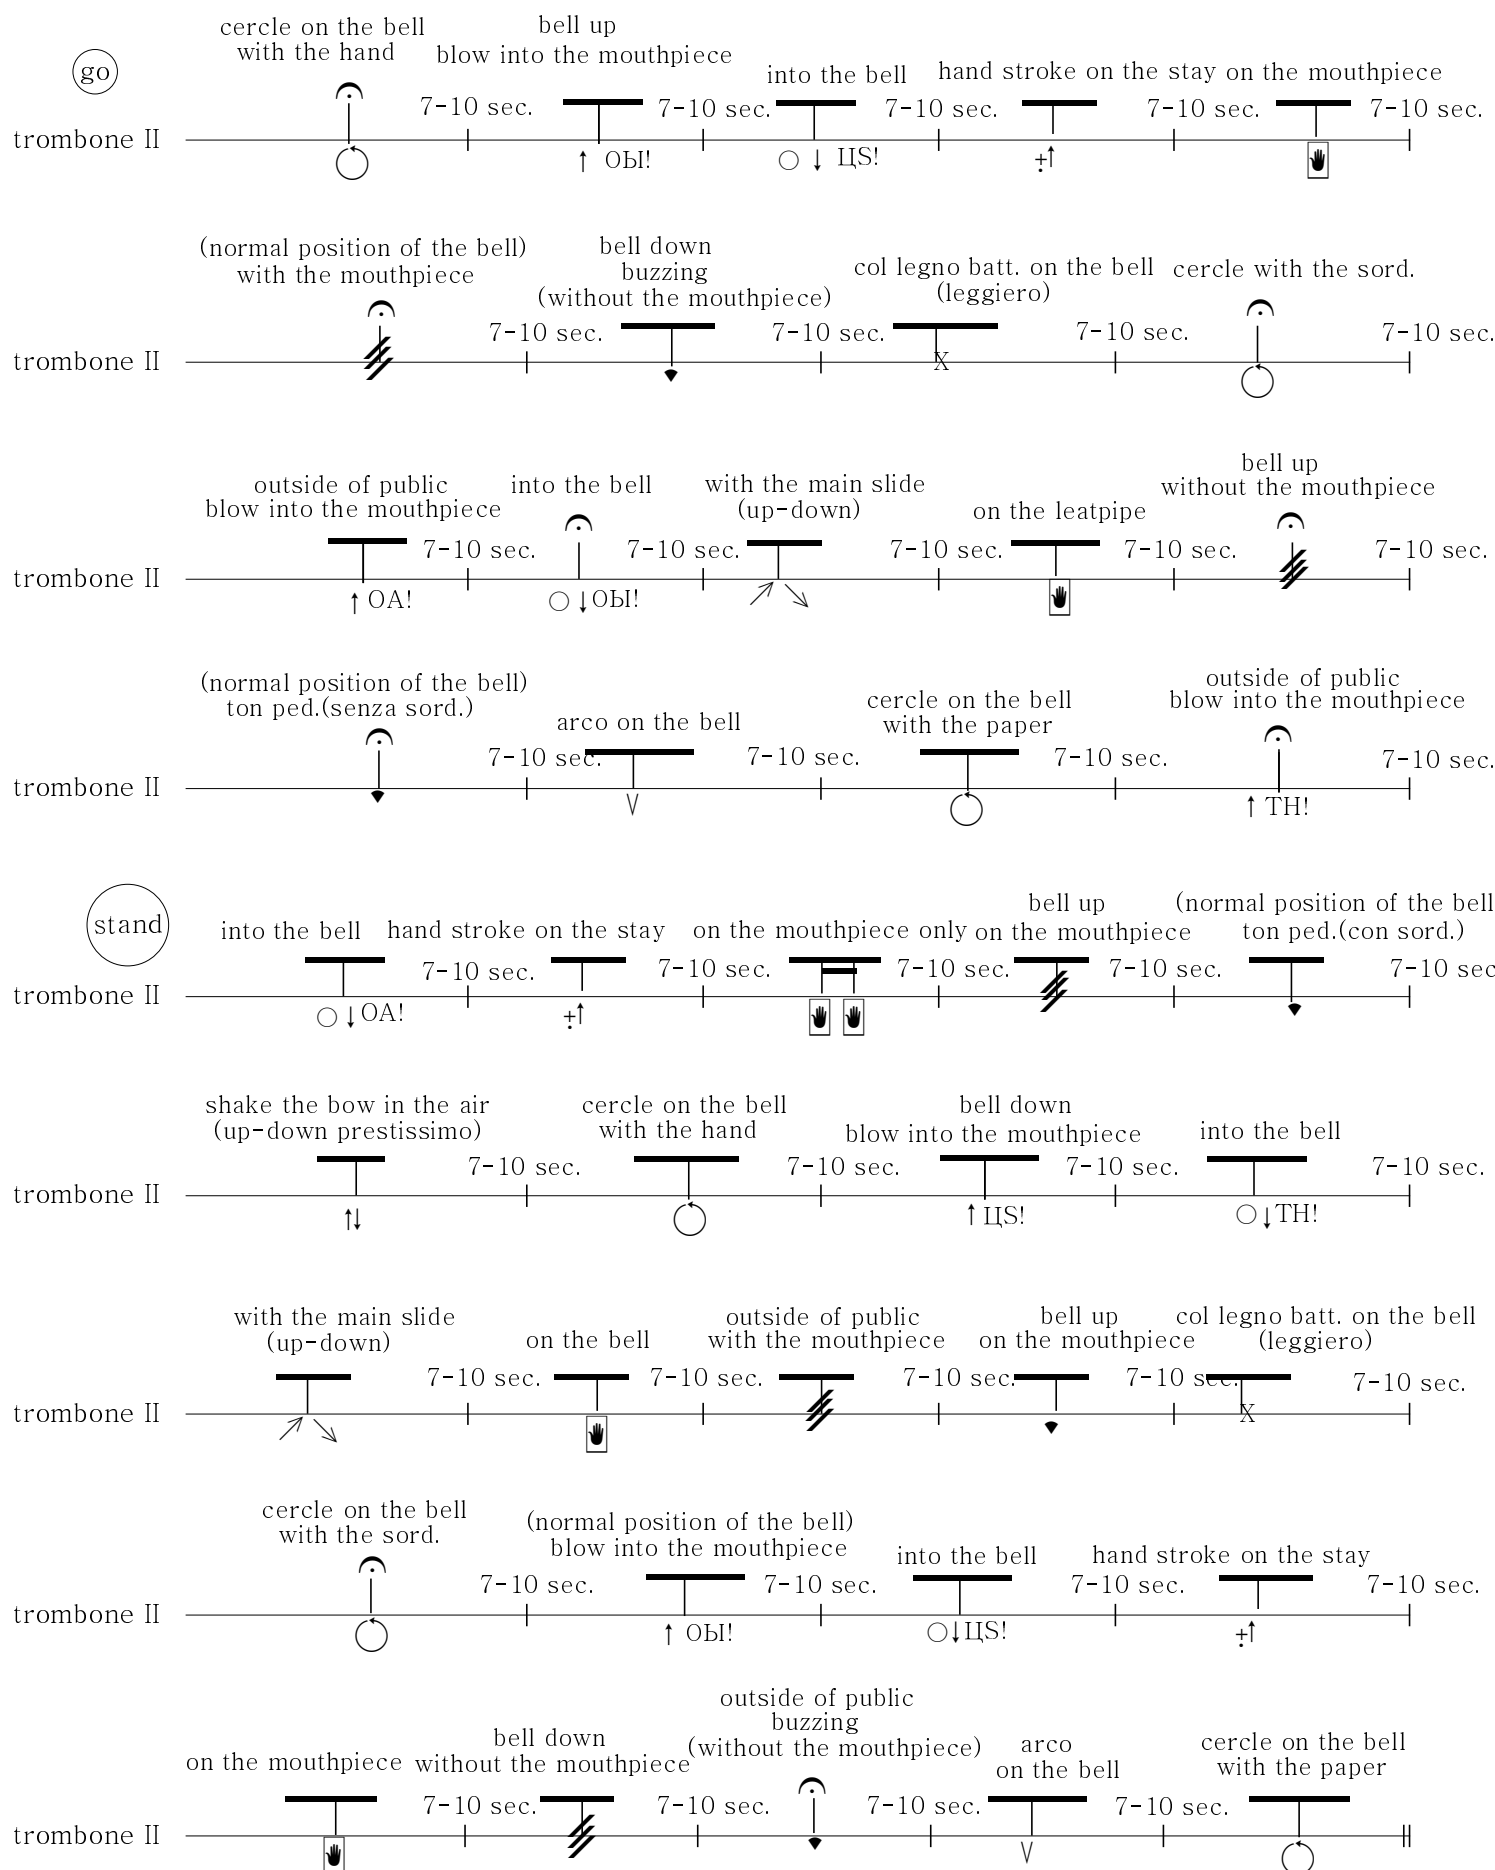 cercle on the bell
with the hand
bell up
blow into the mouthpiece
into the bell
hand stroke on the stay
on the mouthpiece
go
7-10 sec. 7-10 sec. 7-10 sec. 7-10 sec. 7-10 sec.
trombone II
ОЫ! ЦS!
(normal position of the bell)
with the mouthpiece
bell down
buzzing
(without the mouthpiece)
col legno batt. on the bell
(leggiero)
cercle with the sord.
7-10 sec. 7-10 sec. 7-10 sec. 7-10 sec.
trombone II
X
outside of public
blow into the mouthpiece
into the bell
with the main slide
(up-down)
on the leatpipe
bell up
without the mouthpiece
7-10 sec. 7-10 sec. 7-10 sec. 7-10 sec. 7-10 sec.
trombone II
OA! ОЫ!
(normal position of the bell)
ton ped.(senza sord.)
arco on the bell
cercle on the bell
with the paper
outside of public
blow into the mouthpiece
7-10 sec. 7-10 sec. 7-10 sec. 7-10 sec.
trombone II
TH!
stand
into the bell
hand stroke on the stay
on the mouthpiece only
bell up
on the mouthpiece
(normal position of the bell
ton ped.(con sord.)
7-10 sec. 7-10 sec. 7-10 sec. 7-10 sec. 7-10 sec
trombone II
OA!
shake the bow in the air
(up-down prestissimo)
cercle on the bell
with the hand
bell down
blow into the mouthpiece
into the bell
7-10 sec. 7-10 sec. 7-10 sec. 7-10 sec.
trombone II
ЦS! TH!
with the main slide
(up-down)
on the bell
outside of public
with the mouthpiece
bell up
on the mouthpiece
col legno batt. on the bell
(leggiero)
7-10 sec. 7-10 sec. 7-10 sec. 7-10 sec. 7-10 sec.
trombone II
X
cercle on the bell
with the sord.
(normal position of the bell)
blow into the mouthpiece
into the bell
hand stroke on the stay
7-10 sec. 7-10 sec. 7-10 sec. 7-10 sec.
trombone II
ОЫ! ЦS!
on the mouthpiece
bell down
without the mouthpiece
outside of public
buzzing
(without the mouthpiece)
arco
on the bell
cercle on the bell
with the paper
7-10 sec. 7-10 sec. 7-10 sec. 7-10 sec.
trombone II